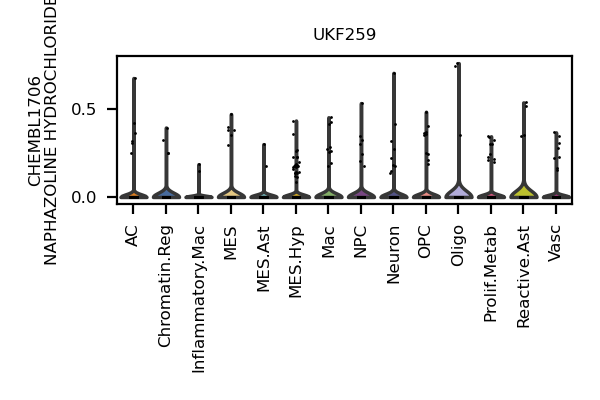 UKF259
CHEMBL1706
NAPHAZOLINE HYDROCHLORIDE
0.5
0.0
AC
Chromatin.Reg
Inflammatory.Mac
MES
MES.Ast
MES.Hyp
Mac
NPC
Neuron
OPC
Oligo
Prolif.Metab
Reactive.Ast
Vasc